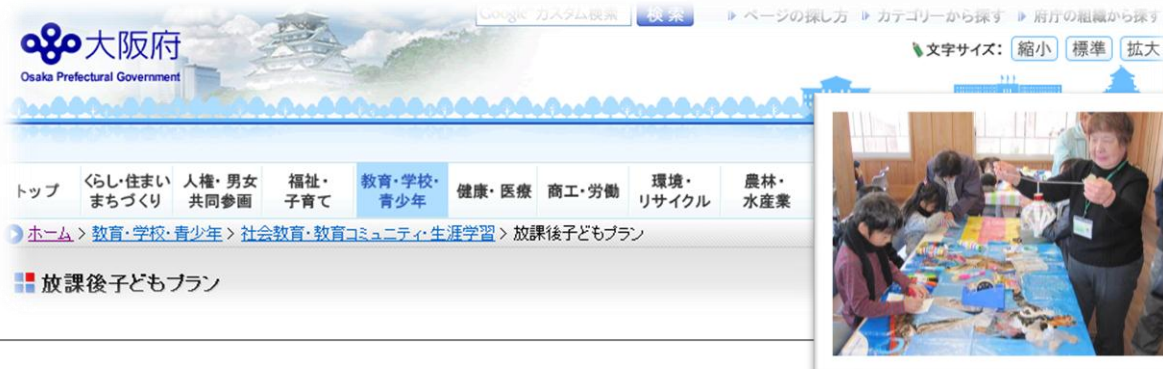 Google カスタム検索 検索 ページの探し方 カテゴリーから探す 府庁の組織から探す
大阪府
Osaka Prefectural Government
文字サイズ: 縮小 標準 拡大
トップ
くらし・住まい
まちづくり
人権・男女
共同参画
福祉・
子育て
教育・学校・
青少年
健康・医療
商工・労働
環境・
リサイクル
農林・
水産業
ホーム > 教育・学校・青少年 > 社会教育・教育コミュニティ・生涯学習 > 放課後子どもプラン
放課後子どもプラン